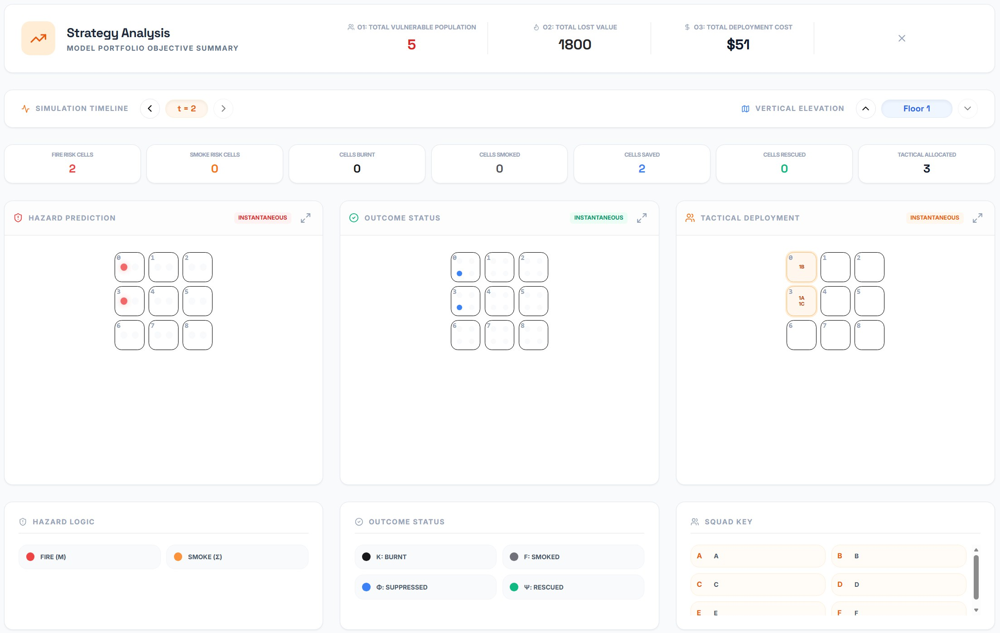 Strategy Analysis
MODEL PORTFOLIO OBJECTIVE SUMMARY
O1: TOTAL VULNERABLE POPULATION
5
O2: TOTAL LOST VALUE
1800
O3: TOTAL DEPLOYMENT COST
$51
SIMULATION TIMELINE
t = 2
VERTICAL ELEVATION
Floor 1
FIRE RISK CELLS
2
SMOKE RISK CELLS
0
CELLS BURNT
0
CELLS SMOKED
0
CELLS SAVED
2
CELLS RESCUED
0
TACTICAL ALLOCATED
3
HAZARD PREDICTION
INSTANTANEOUS
0 1 2
3 4 5
6 7 8
OUTCOME STATUS
INSTANTANEOUS
0 1 2
3 4 5
6 7 8
TACTICAL DEPLOYMENT
INSTANTANEOUS
0 1 2
1B
3 4 5
1A
1C
6 7 8
HAZARD LOGIC
FIRE (M)
SMOKE (Σ)
OUTCOME STATUS
K: BURNT
F: SMOKED
Φ: SUPPRESSED
Ψ: RESCUED
SQUAD KEY
A A
B B
C C
D D
E E
F F